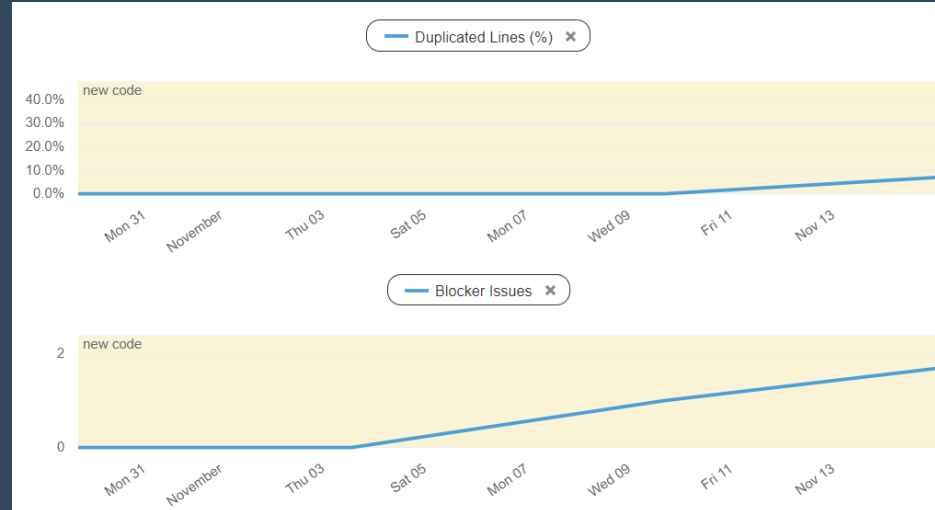 Duplicated Lines (%) ×
new code
40.0%
30.0%
20.0%
10.0%
0.0%
Mon 31 November Thu 03 Sat 05 Mon 07 Wed 09 Fri 11 Nov 13
Blocker Issues ×
new code
2
0
Mon 31 November Thu 03 Sat 05 Mon 07 Wed 09 Fri 11 Nov 13